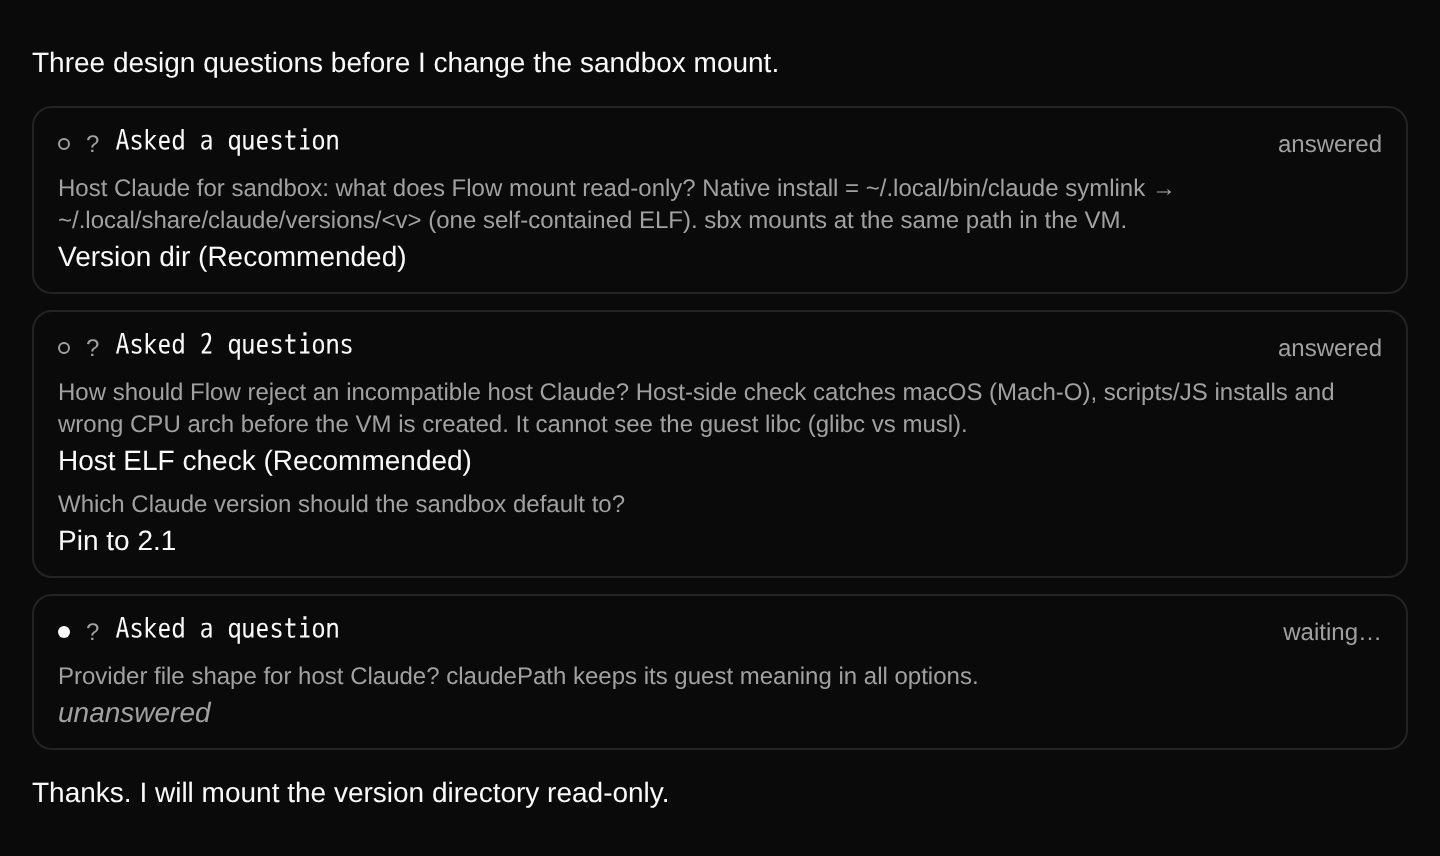 Three design questions before I change the sandbox mount.
? Asked a question answered
Host Claude for sandbox: what does Flow mount read-only? Native install = ~/.local/bin/claude symlink →
~/.local/share/claude/versions/<v> (one self-contained ELF). sbx mounts at the same path in the VM.
Version dir (Recommended)
? Asked 2 questions answered
How should Flow reject an incompatible host Claude? Host-side check catches macOS (Mach-O), scripts/JS installs and
wrong CPU arch before the VM is created. It cannot see the guest libc (glibc vs musl).
Host ELF check (Recommended)
Which Claude version should the sandbox default to?
Pin to 2.1
? Asked a question waiting…
Provider file shape for host Claude? claudePath keeps its guest meaning in all options.
unanswered
Thanks. I will mount the version directory read-only.